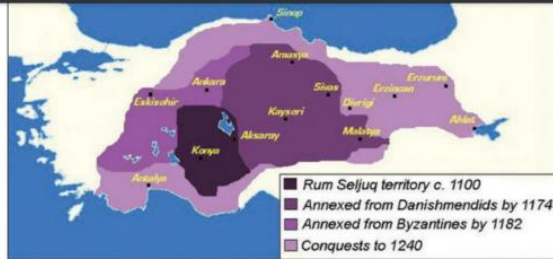 Sinop
Amasya
Ankara
Erzurum
Sivas
Erzincan
Eskisehir
Divrigi
Kayseri
Ahlat
Aksaray
Malatya
Konya
Antalya
Rum Seljuq territory c. 1100
Annexed from Danishmendids by 1174
Annexed from Byzantines by 1182
Conquests to 1240